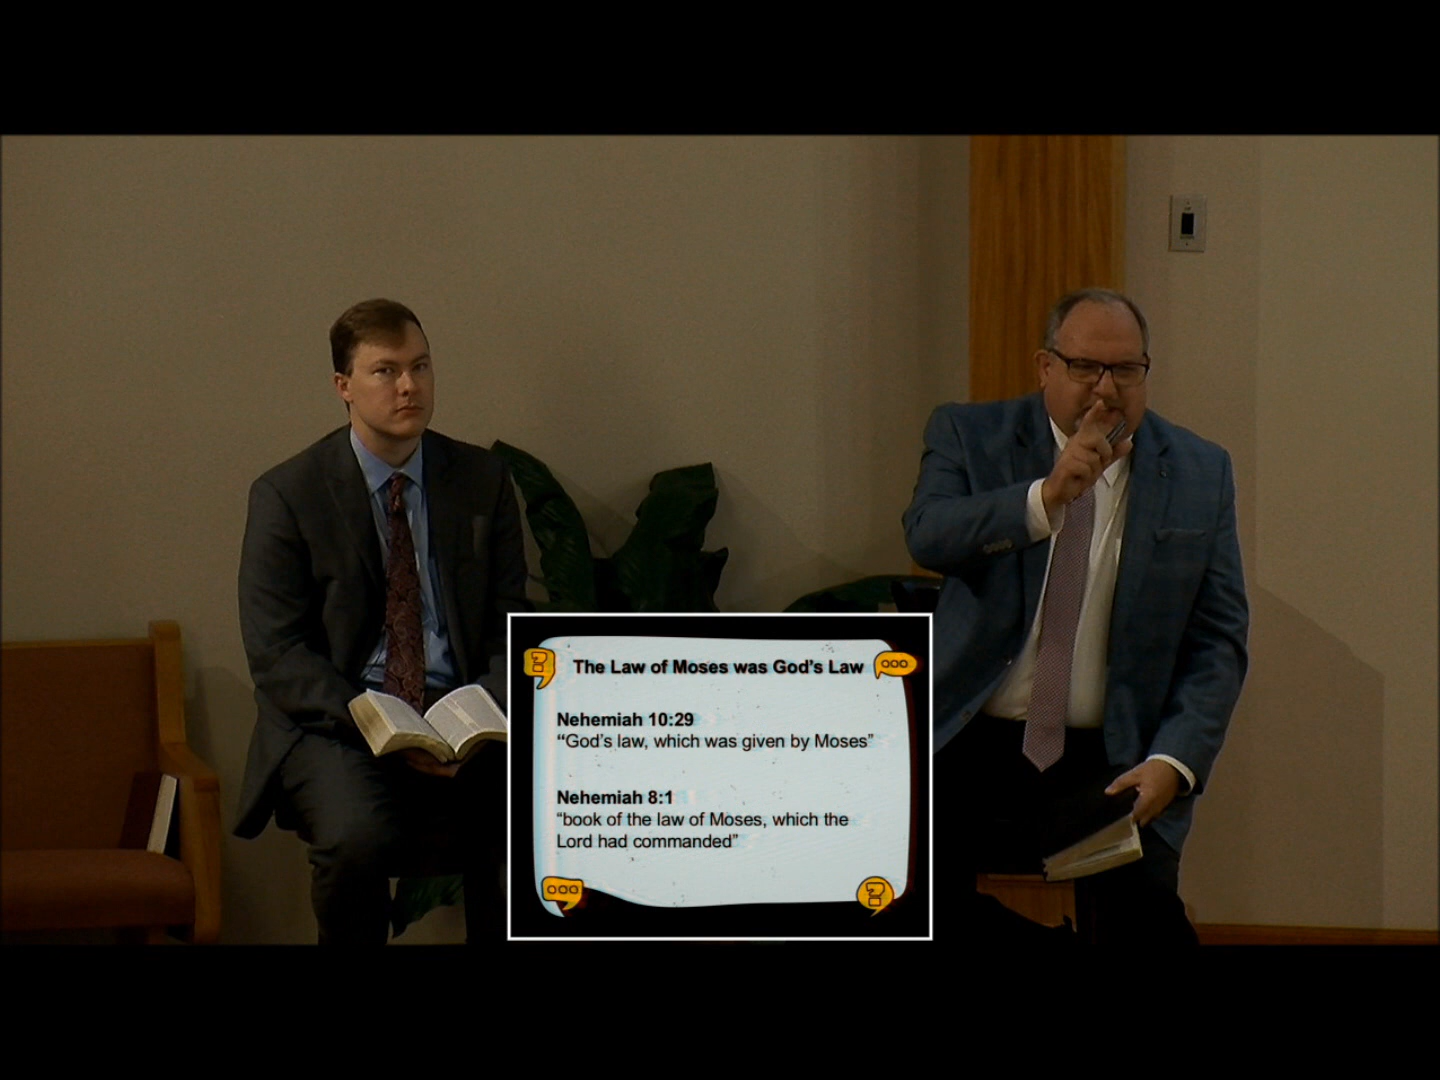 The Law of Moses was God’s Law
Nehemiah 10:29
“God’s law, which was given by Moses”
Nehemiah 8:1
“book of the law of Moses, which the
Lord had commanded”